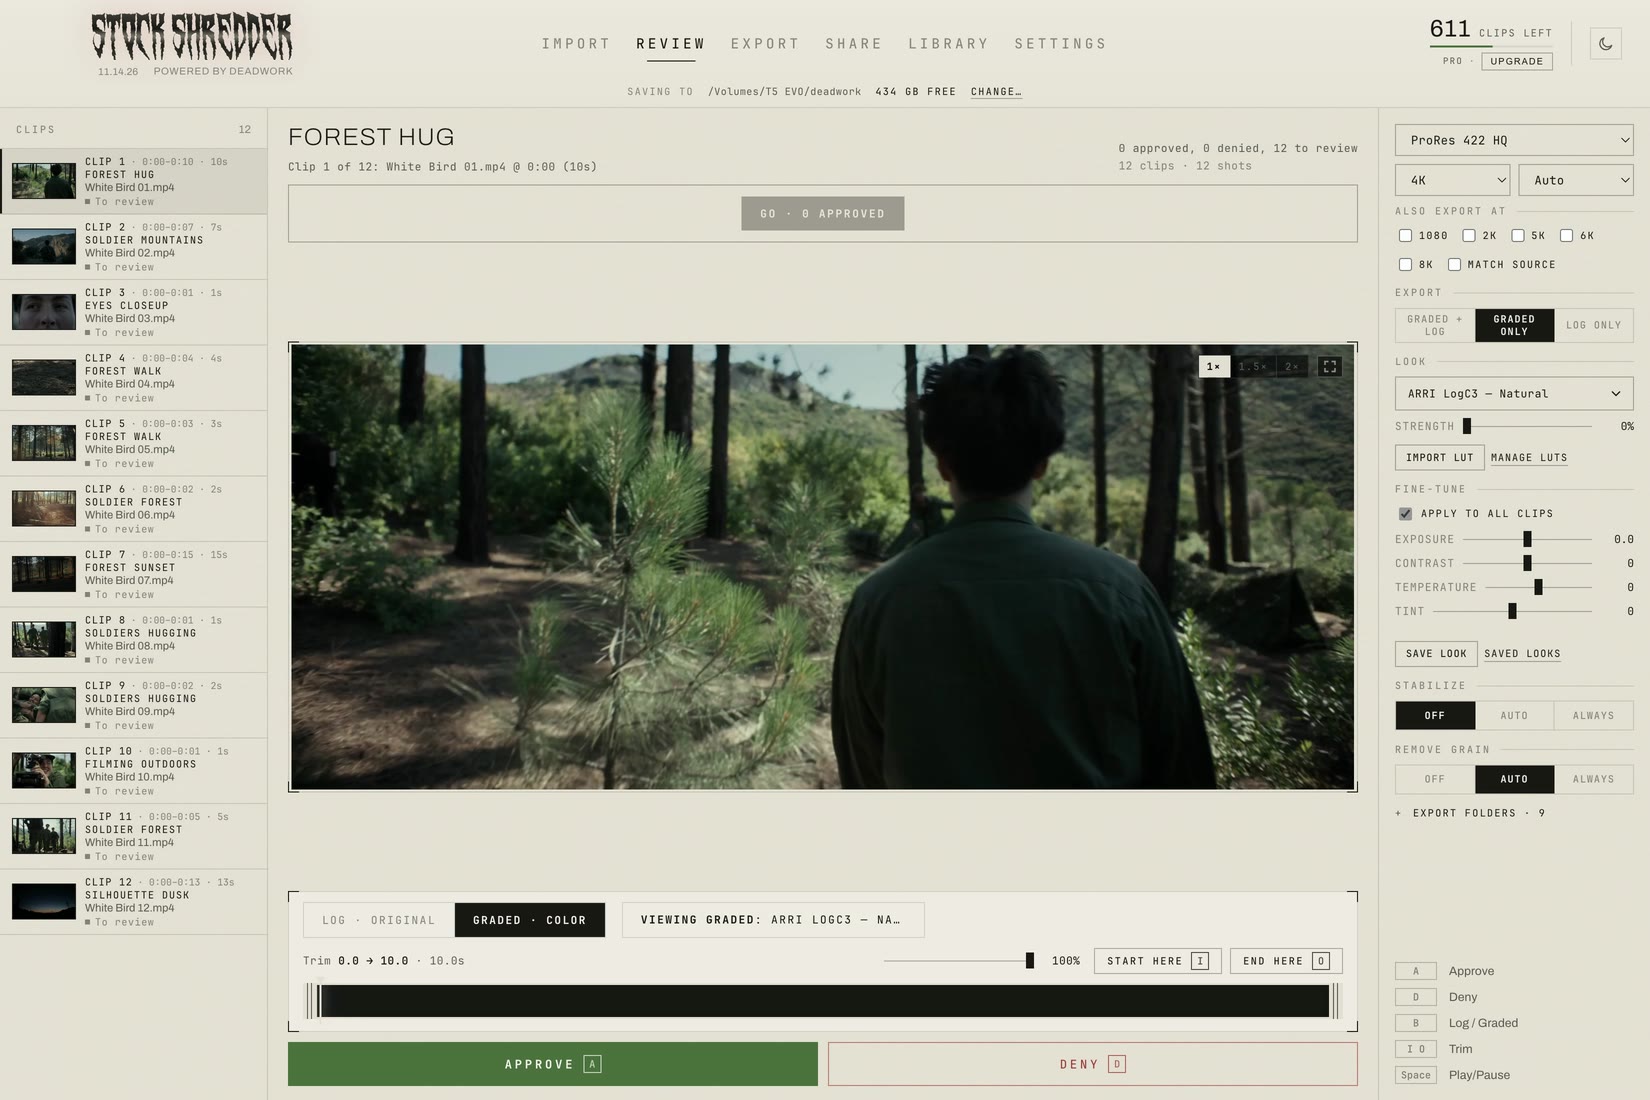 STOCK SHREDDER
11.14.26 POWERED BY DEADWORK
IMPORT REVIEW EXPORT SHARE LIBRARY SETTINGS
SAVING TO /Volumes/T5 EVO/deadwork 434 GB FREE CHANGE…
611 CLIPS LEFT
PRO · UPGRADE
CLIPS 12
CLIP 1 · 0:00–0:10 · 10s
FOREST HUG
White Bird 01.mp4
To review
CLIP 2 · 0:00–0:07 · 7s
SOLDIER MOUNTAINS
White Bird 02.mp4
To review
CLIP 3 · 0:00–0:01 · 1s
EYES CLOSEUP
White Bird 03.mp4
To review
CLIP 4 · 0:00–0:04 · 4s
FOREST WALK
White Bird 04.mp4
To review
CLIP 5 · 0:00–0:03 · 3s
FOREST WALK
White Bird 05.mp4
To review
CLIP 6 · 0:00–0:02 · 2s
SOLDIER FOREST
White Bird 06.mp4
To review
CLIP 7 · 0:00–0:15 · 15s
FOREST SUNSET
White Bird 07.mp4
To review
CLIP 8 · 0:00–0:01 · 1s
SOLDIERS HUGGING
White Bird 08.mp4
To review
CLIP 9 · 0:00–0:02 · 2s
SOLDIERS HUGGING
White Bird 09.mp4
To review
CLIP 10 · 0:00–0:01 · 1s
FILMING OUTDOORS
White Bird 10.mp4
To review
CLIP 11 · 0:00–0:05 · 5s
SOLDIER FOREST
White Bird 11.mp4
To review
CLIP 12 · 0:00–0:13 · 13s
SILHOUETTE DUSK
White Bird 12.mp4
To review
FOREST HUG
Clip 1 of 12: White Bird 01.mp4 @ 0:00 (10s)
0 approved, 0 denied, 12 to review
12 clips · 12 shots
GO · 0 APPROVED
1× 1.5× 2×
LOG · ORIGINAL GRADED · COLOR VIEWING GRADED: ARRI LOGC3 — NA…
Trim 0.0 → 10.0 · 10.0s 100% START HERE I END HERE O
APPROVE A DENY D
ProRes 422 HQ
4K Auto
ALSO EXPORT AT
1080 2K 5K 6K
8K MATCH SOURCE
EXPORT
GRADED + LOG GRADED ONLY LOG ONLY
LOOK
ARRI LogC3 — Natural
STRENGTH 0%
IMPORT LUT MANAGE LUTS
FINE-TUNE
APPLY TO ALL CLIPS
EXPOSURE 0.0
CONTRAST 0
TEMPERATURE 0
TINT 0
SAVE LOOK SAVED LOOKS
STABILIZE
OFF AUTO ALWAYS
REMOVE GRAIN
OFF AUTO ALWAYS
+ EXPORT FOLDERS · 9
A Approve
D Deny
B Log / Graded
I O Trim
Space Play/Pause